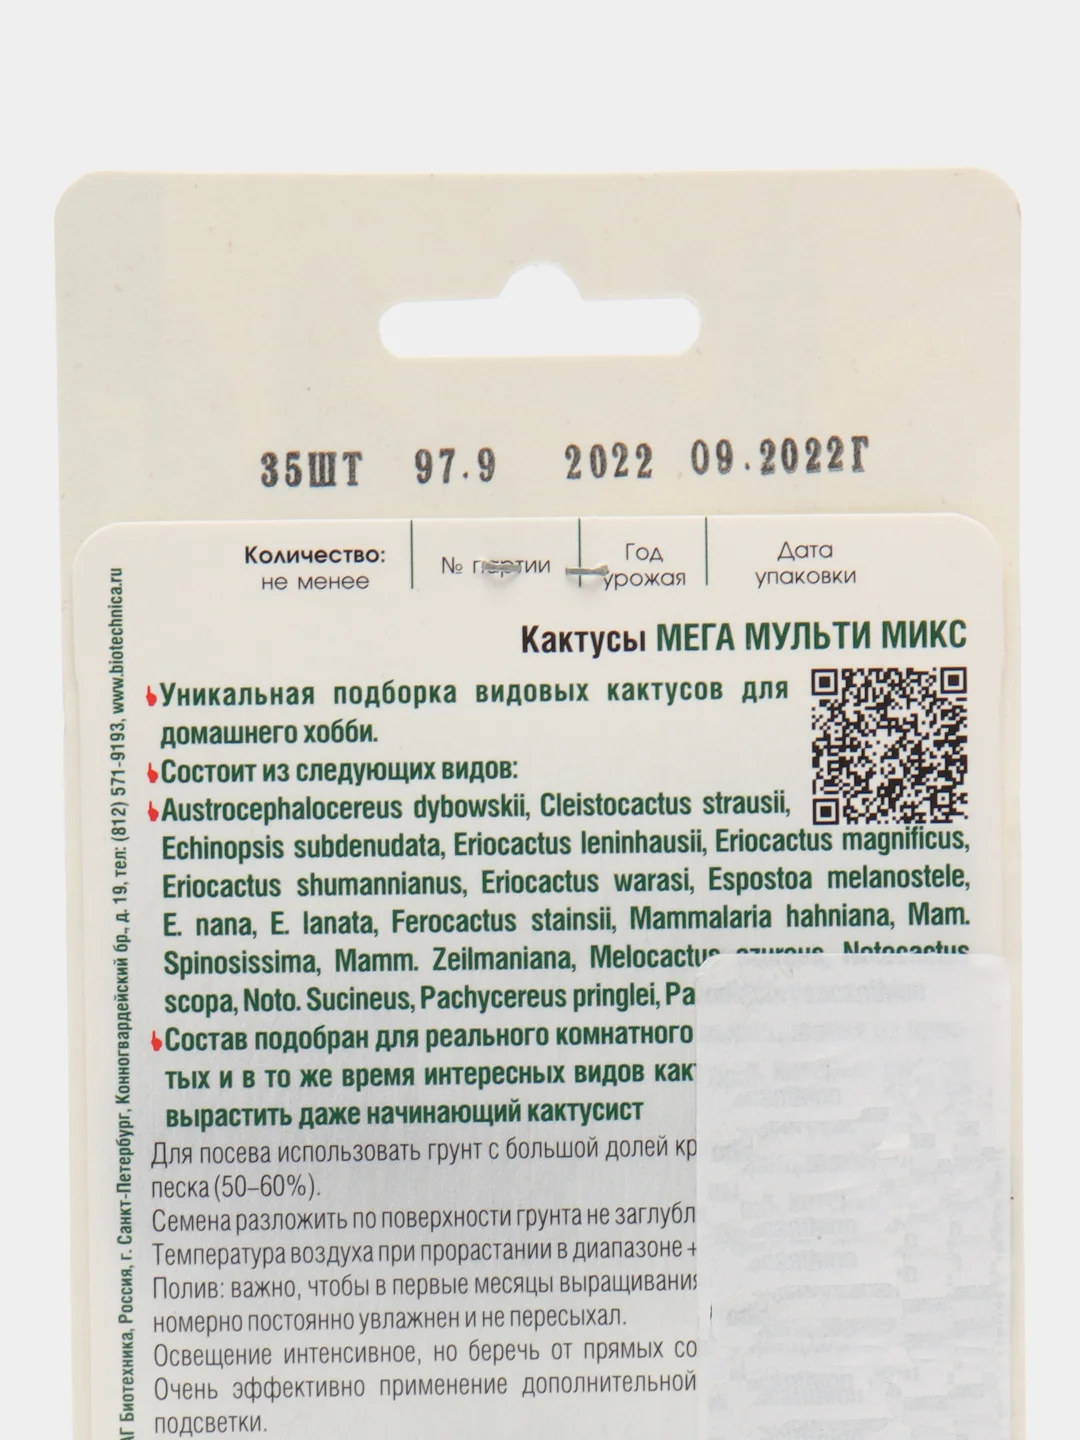 35ШТ 97.9 2022 09.2022Г
Количество: не менее
№ партии
Год урожая
Дата упаковки
Кактусы МЕГА МУЛЬТИ МИКС
Уникальная подборка видовых кактусов для
домашнего хобби.
Состоит из следующих видов:
Austrocephalocereus dybowskii, Cleistocactus strausii,
Echinopsis subdenudata, Eriocactus leninhausii, Eriocactus magnificus,
Eriocactus shumannianus, Eriocactus warasi, Espostoa melanostele,
E. nana, E. lanata, Ferocactus stainsii, Mammalaria hahniana, Mam.
Spinosissima, Mamm. Zeilmaniana, Melocactus azureus, Notocactus
scopa, Noto. Sucineus, Pachycereus pringlei,
Состав подобран для реального комнатного
тых и в то же время интересных видов
вырастить даже начинающий кактусист
Для посева использовать грунт с большой долей
песка (50–60%).
Семена разложить по поверхности грунта не
Температура воздуха при прорастании в диапазоне +
Полив: важно, чтобы в первые месяцы выращивания
номерно постоянно увлажнен и не пересыхал.
Освещение интенсивное, но беречь от прямых
Очень эффективно применение дополнительной
подсветки.
Биотехника, Россия, г. Санкт-Петербург, Конногвардейский бр., д. 19, тел: (812) 571-9193, www.biotechnica.ru